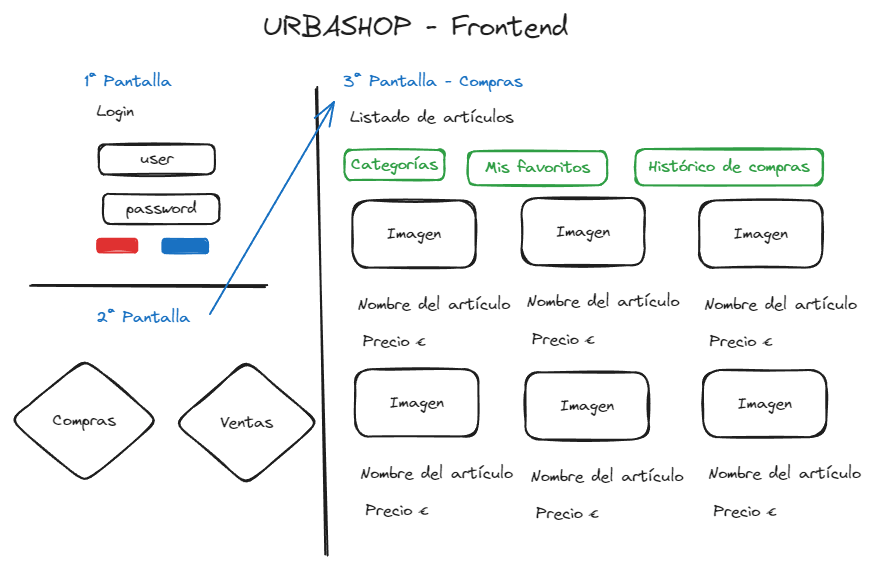 URBASHOP - Frontend
1ª Pantalla
Login
user
password
2ª Pantalla
Compras
Ventas
3ª Pantalla - Compras
Listado de artículos
Categorías
Mis favoritos
Histórico de compras
Imagen
Imagen
Imagen
Nombre del artículo
Nombre del artículo
Nombre del artículo
Precio €
Precio €
Precio €
Imagen
Imagen
Imagen
Nombre del artículo
Nombre del artículo
Nombre del artículo
Precio €
Precio €
Precio €